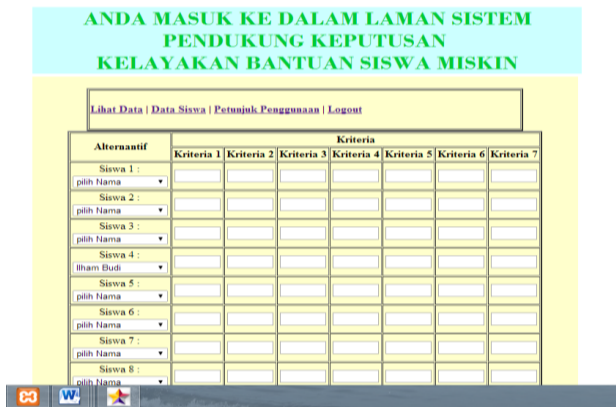 ANDA MASUK KE DALAM LAMAN SISTEM
PENDUKUNG KEPUTUSAN
KELAYAKAN BANTUAN SISWA MISKIN
Lihat Data | Data Siswa | Petunjuk Penggunaan | Logout
Alternantif
Kriteria
Kriteria 1 Kriteria 2 Kriteria 3 Kriteria 4 Kriteria 5 Kriteria 6 Kriteria 7
Siswa 1 :
pilih Nama
Siswa 2 :
pilih Nama
Siswa 3 :
pilih Nama
Siswa 4 :
Ilham Budi
Siswa 5 :
pilih Nama
Siswa 6 :
pilih Nama
Siswa 7 :
pilih Nama
Siswa 8 :
pilih Nama